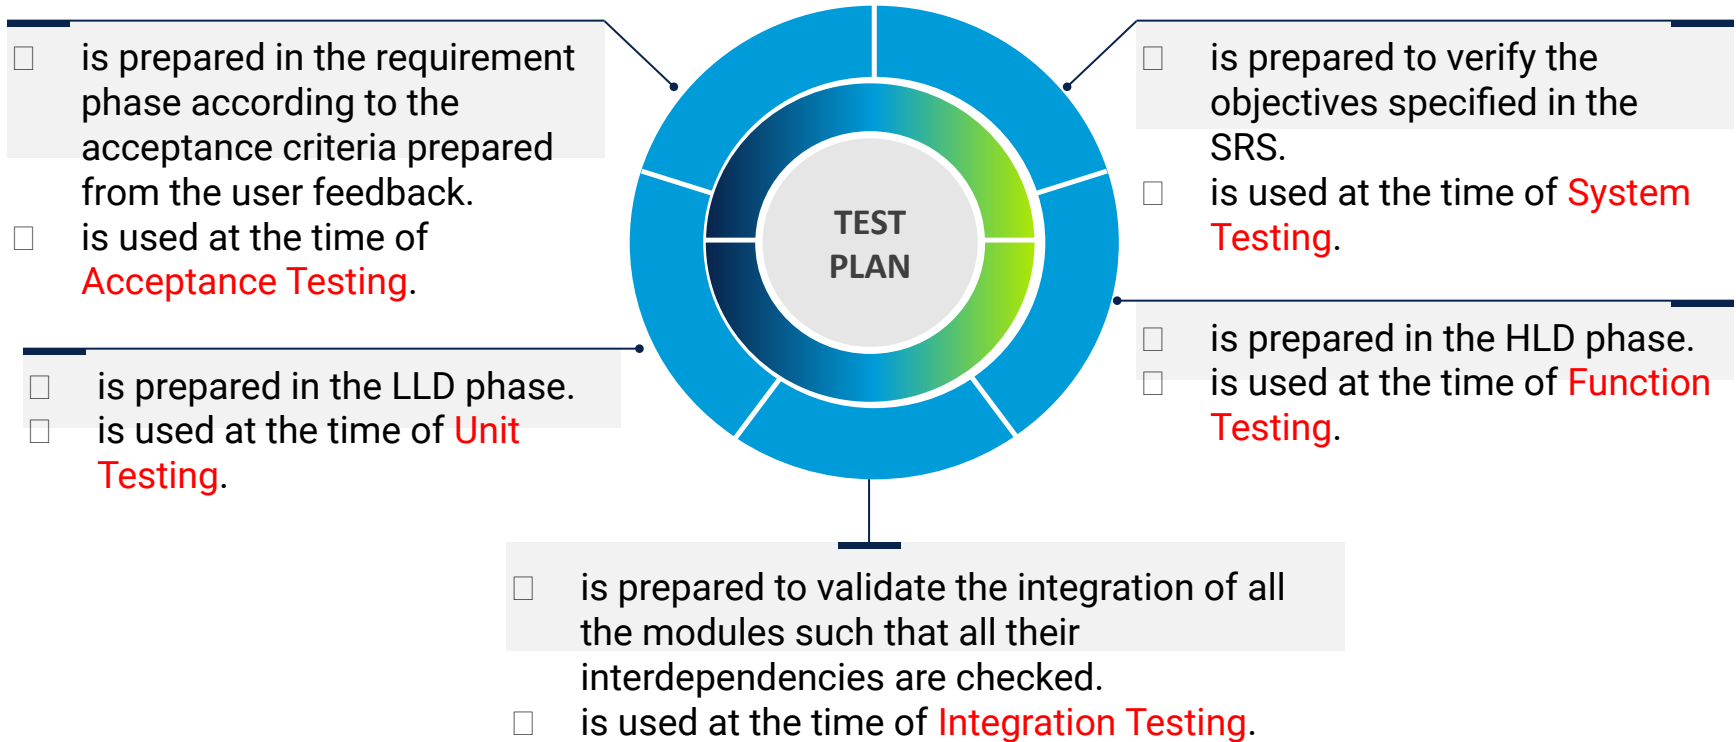 is prepared in the requirement
phase according to the
acceptance criteria prepared
from the user feedback.
is used at the time of
Acceptance Testing.
is prepared to verify the
objectives specified in the
SRS.
is used at the time of System
Testing.
TEST
PLAN
is prepared in the LLD phase.
is used at the time of Unit
Testing.
is prepared in the HLD phase.
is used at the time of Function
Testing.
is prepared to validate the integration of all
the modules such that all their
interdependencies are checked.
is used at the time of Integration Testing.